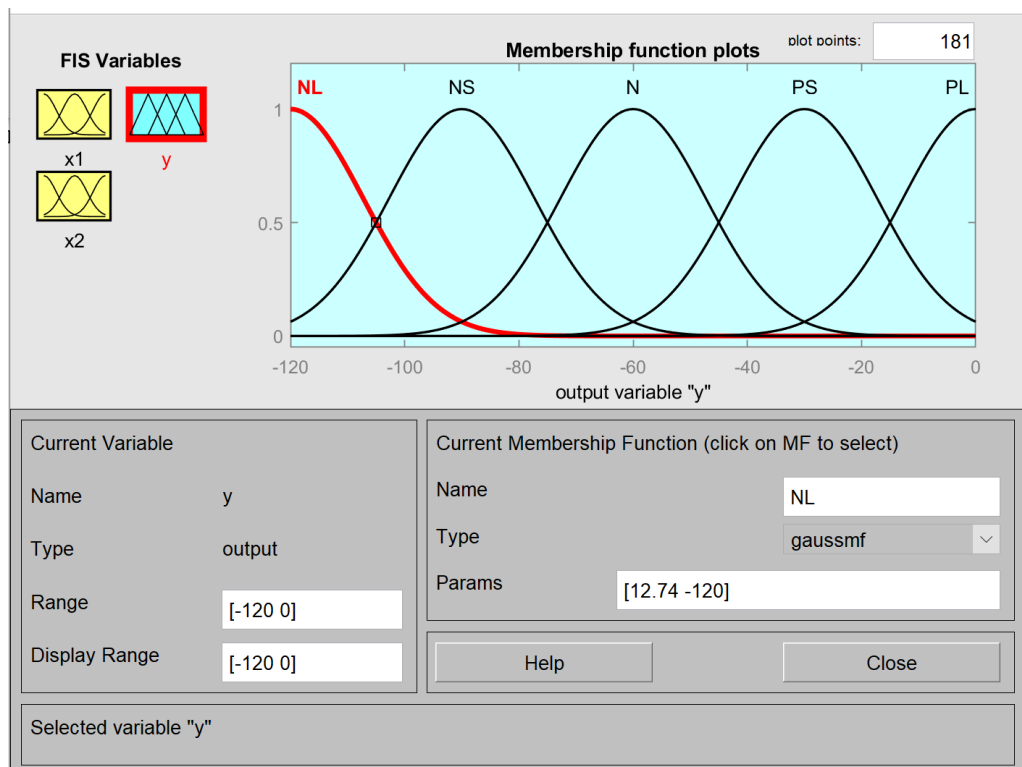 FIS Variables
x1
y
x2
Membership function plots
plot points:
181
NL
NS
N
PS
PL
1
0.5
0
-120
-100
-80
-60
-40
-20
0
output variable "y"
Current Variable
Name
y
Type
output
Range
[-120 0]
Display Range
[-120 0]
Current Membership Function (click on MF to select)
Name
NL
Type
gaussmf
Params
[12.74 -120]
Help
Close
Selected variable "y"